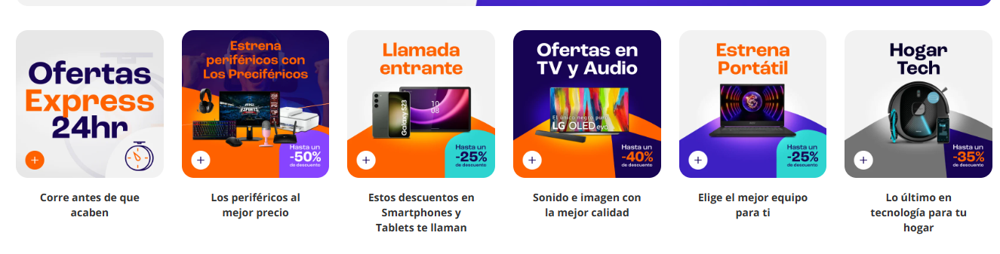 Ofertas
Express
24hr
Corre antes de que
acaben
Estrena
periféricos con
Los Preciféricos
MSI
ESPORTS
Hasta un
-50%
de descuento
Los periféricos al
mejor precio
Llamada
entrante
Galaxy S23
10
08
Hasta un
-25%
de descuento
Estos descuentos en
Smartphones y
Tablets te llaman
Ofertas en
TV y Audio
El único negro puro
LG OLED evo
Hasta un
-40%
de descuento
Sonido e imagen con
la mejor calidad
Estrena
Portátil
Hasta un
-25%
de descuento
Elige el mejor equipo
para ti
Hogar
Tech
Hasta un
-35%
de descuento
Lo último en
tecnología para tu
hogar